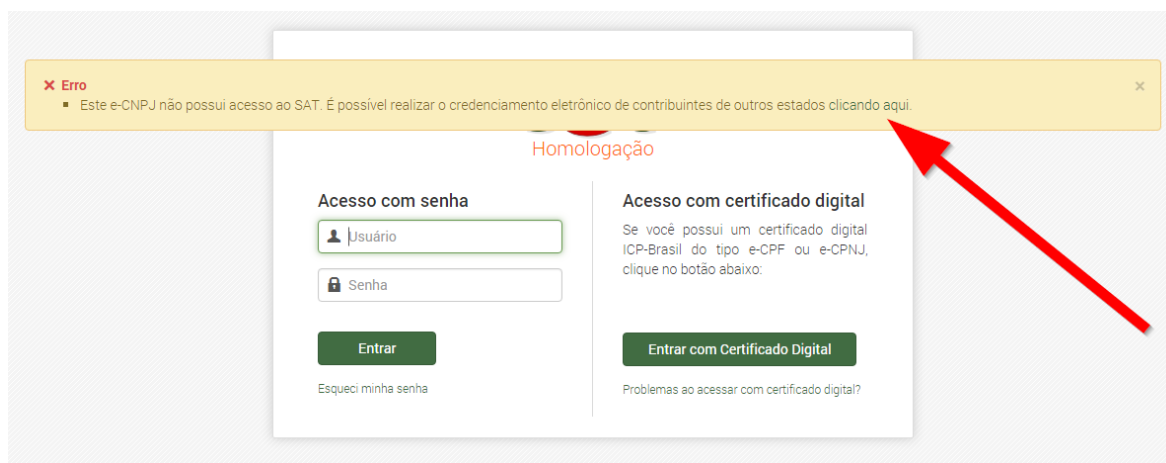 Erro
Este e-CNPJ não possui acesso ao SAT. É possível realizar o credenciamento eletrônico de contribuintes de outros estados clicando aqui.
Homologação
Acesso com senha
Usuário
Senha
Entrar
Esqueci minha senha
Acesso com certificado digital
Se você possui um certificado digital
ICP-Brasil do tipo e-CPF ou e-CPNJ,
clique no botão abaixo:
Entrar com Certificado Digital
Problemas ao acessar com certificado digital?